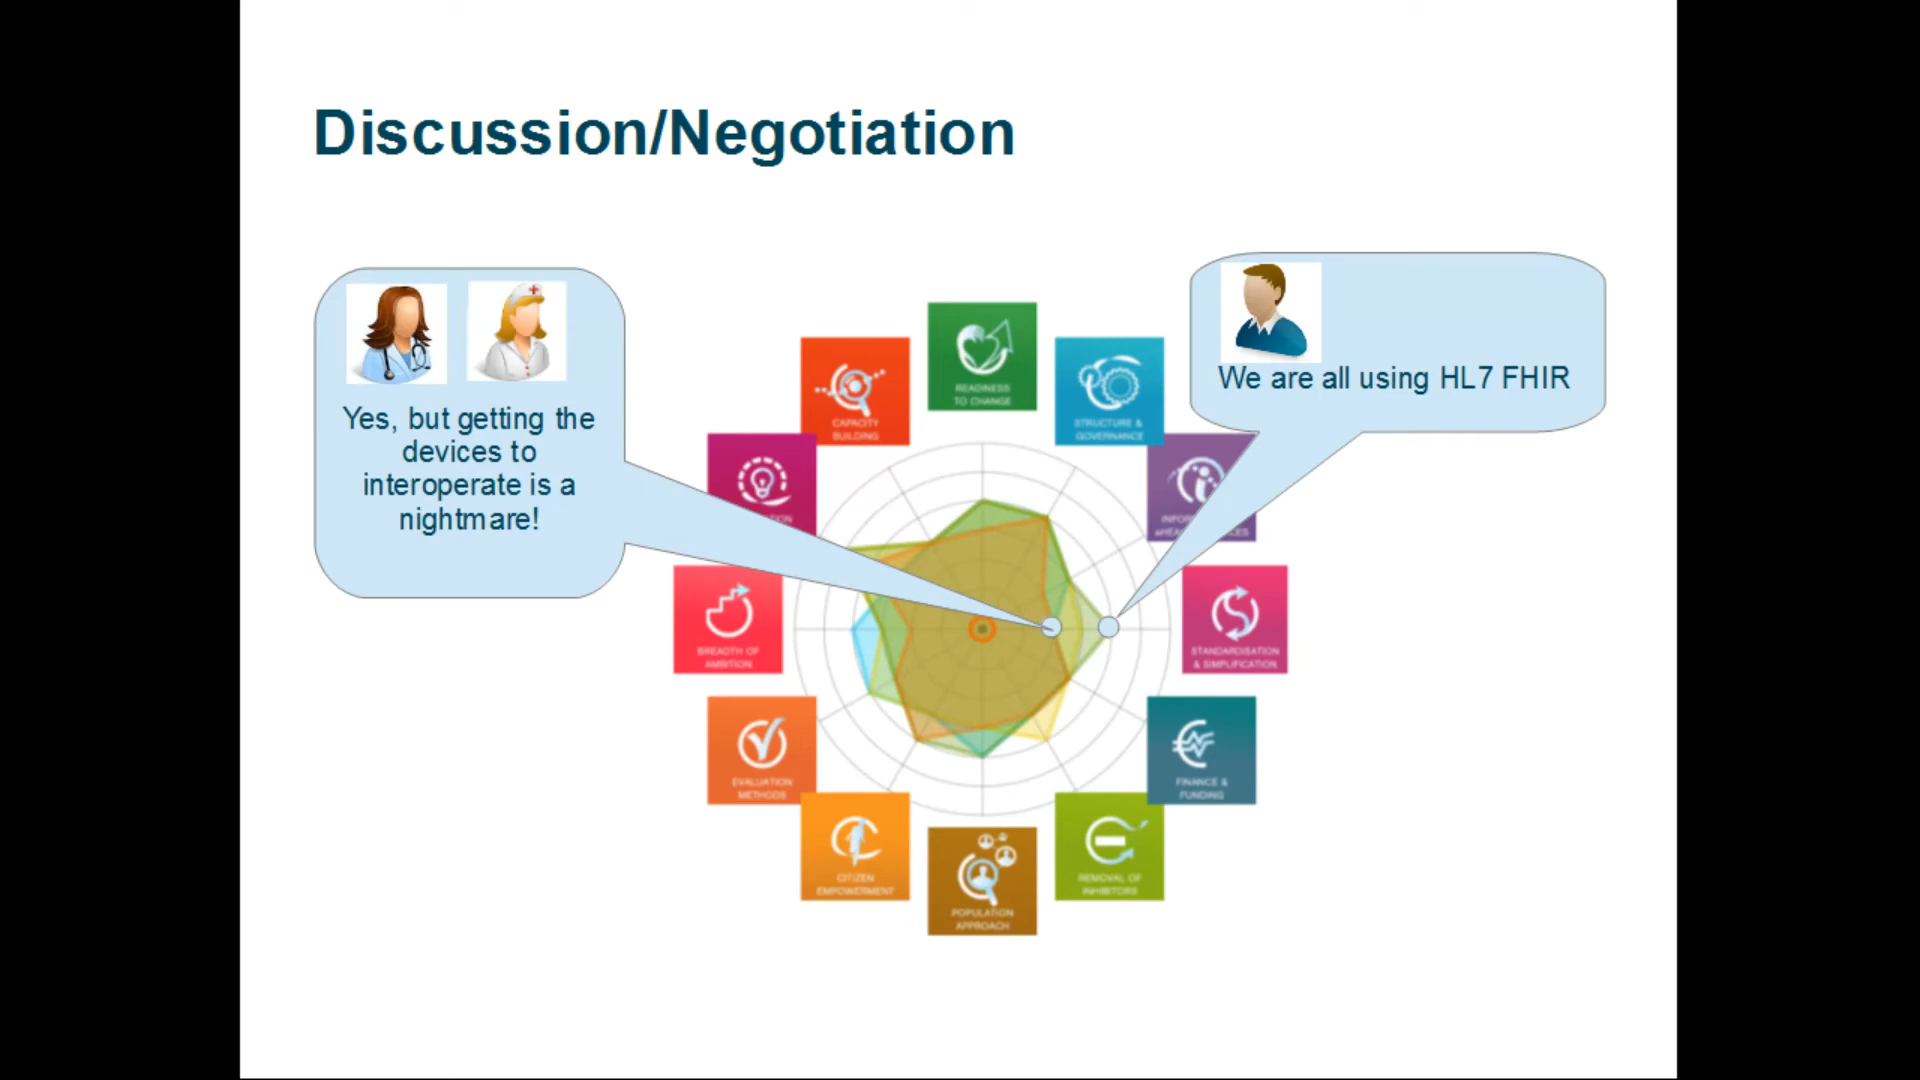 Discussion/Negotiation
Yes, but getting the
devices to
interoperate is a
nightmare!
We are all using HL7 FHIR
READINESS
TO CHANGE
STRUCTURE &
GOVERNANCE
CAPACITY
BUILDING
STANDARDISATION
& SIMPLIFICATION
BREADTH OF
AMBITION
FINANCE &
FUNDING
EVALUATION
METHODS
REMOVAL OF
INHIBITORS
CITIZEN
EMPOWERMENT
POPULATION
APPROACH